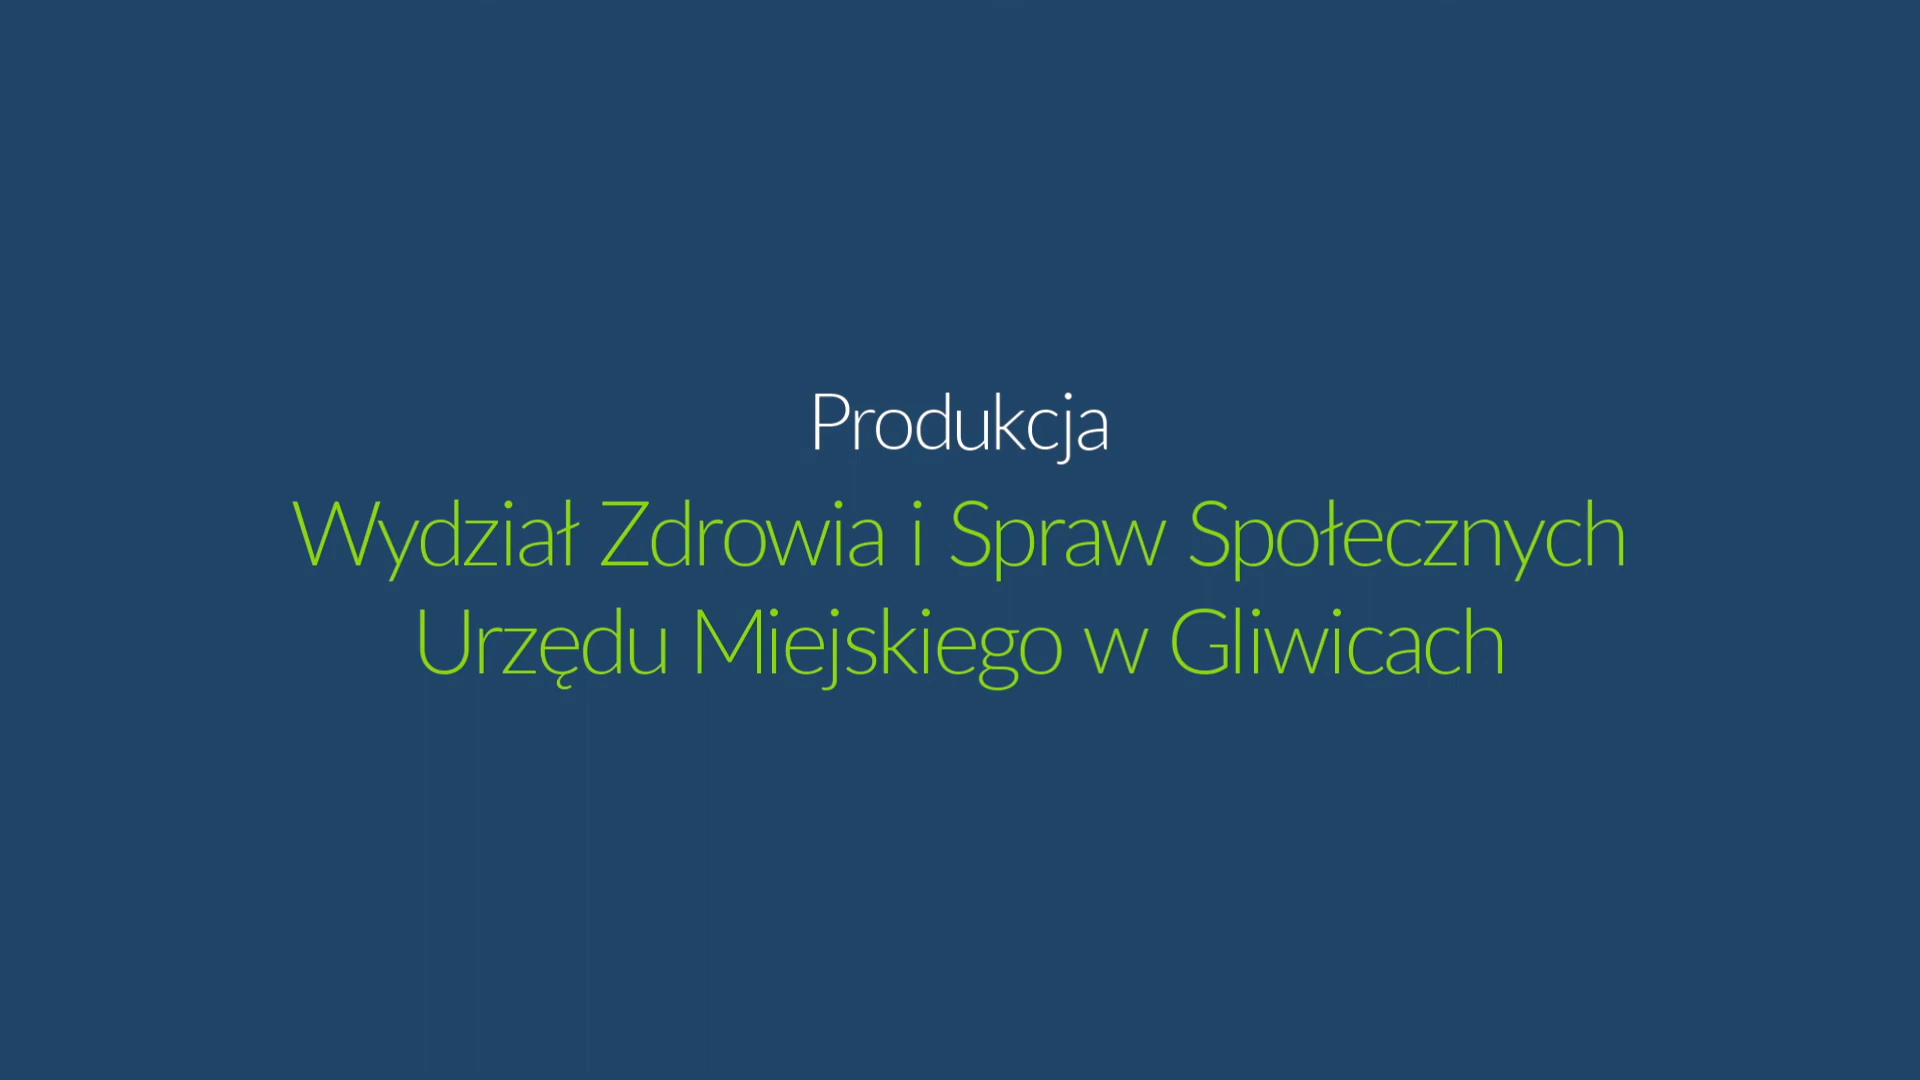 Produkcja
Wydział Zdrowia i Spraw Społecznych
Urzędu Miejskiego w Gliwicach